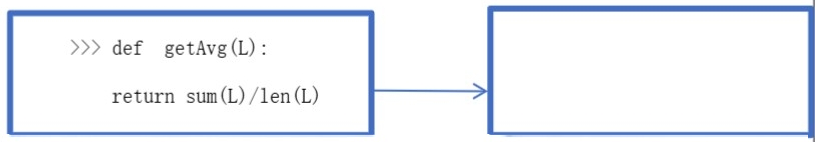 >>> def  getAvg(L):
return sum(L)/len(L)